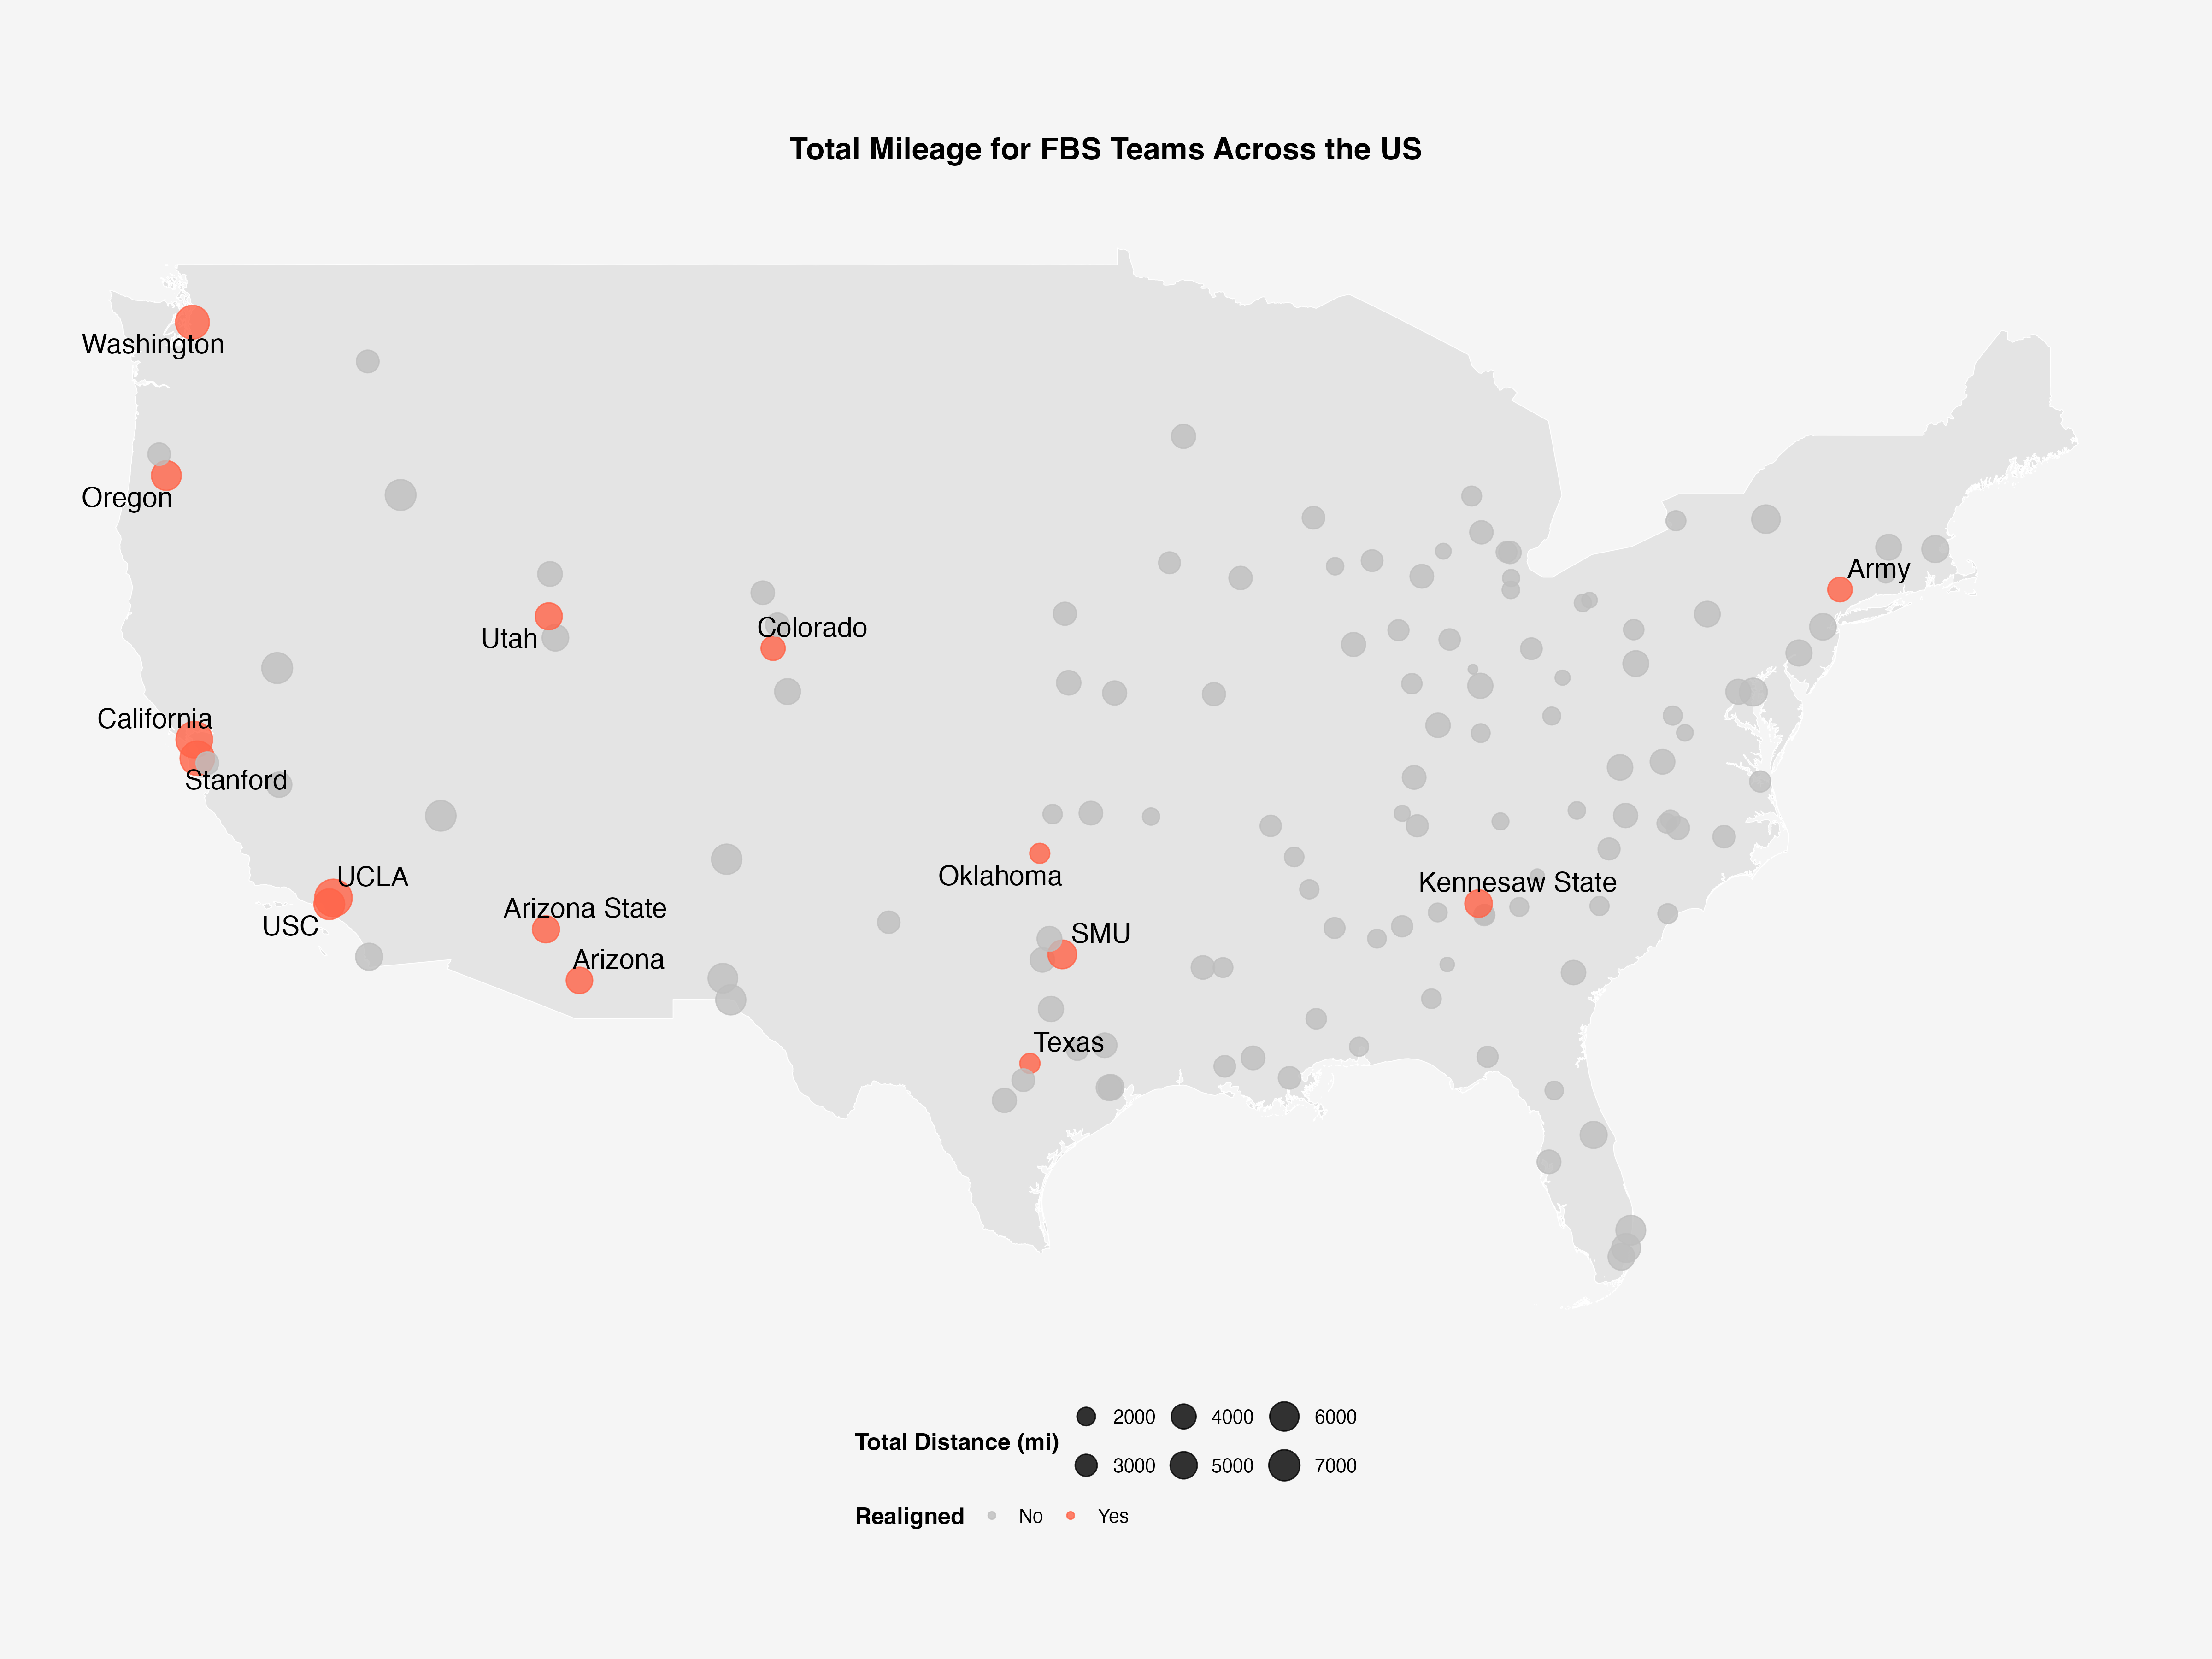 Total Mileage for FBS Teams Across the US
Washington
Oregon
Army
Utah
Colorado
California
Stanford
UCLA
USC
Arizona State
Arizona
Oklahoma
Kennesaw State
SMU
Texas
Total Distance (mi)
2000 4000 6000
3000 5000 7000
Realigned No Yes